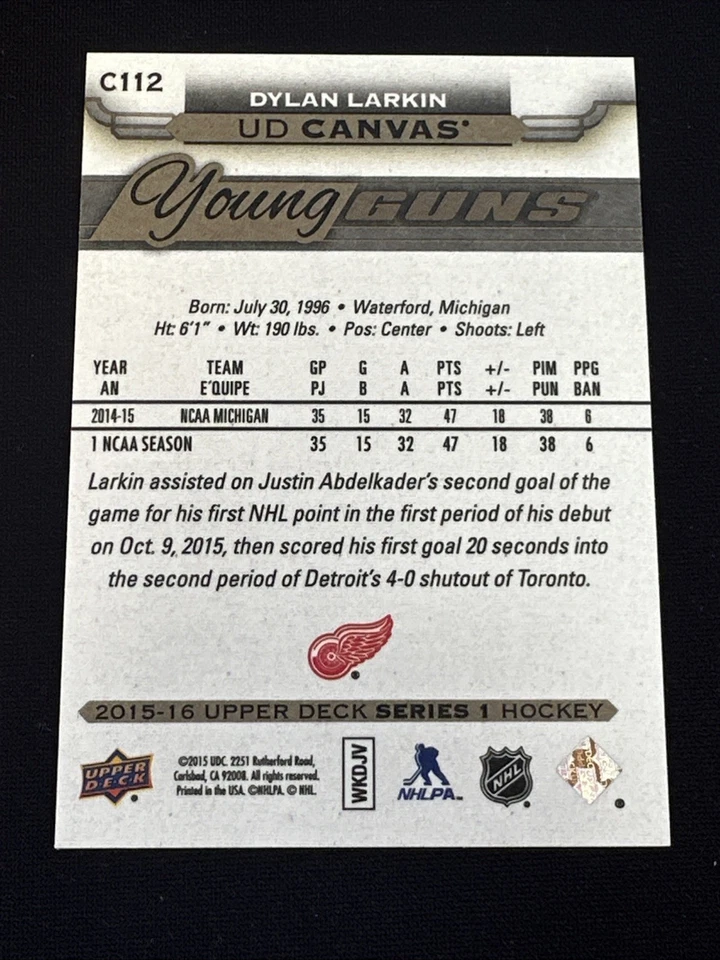 C112
DYLAN LARKIN
UD CANVAS®
Young GUNS
Born: July 30, 1996 • Waterford, Michigan
Ht: 6'1" • Wt: 190 lbs. • Pos: Center • Shoots: Left
YEAR TEAM GP G A PTS +/- PIM PPG
AN E'QUIPE PJ B A PTS +/- PUN BAN
2014-15 NCAA MICHIGAN 35 15 32 47 18 38 6
1 NCAA SEASON 35 15 32 47 18 38 6
Larkin assisted on Justin Abdelkader's second goal of the
game for his first NHL point in the first period of his debut
on Oct. 9, 2015, then scored his first goal 20 seconds into
the second period of Detroit's 4-0 shutout of Toronto.
®
2015-16 UPPER DECK SERIES 1 HOCKEY
UPPER
DECK
®
©2015 UDC. 2251 Rutherford Road,
Carlsbad, CA 92008. All rights reserved.
Printed in the USA. ©NHLPA. © NHL.
WKDJV
NHLPA™
NHL
®
®